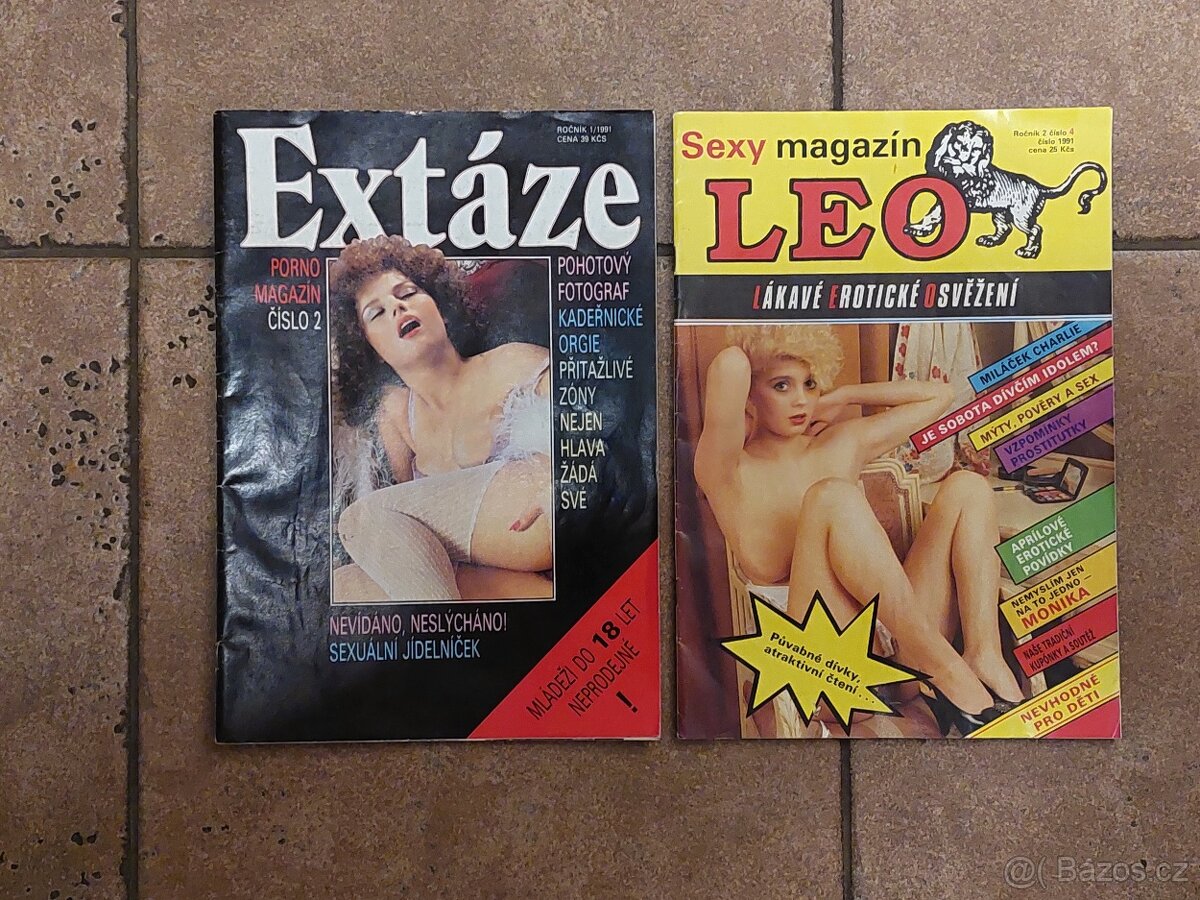 Extáze
ROČNÍK 1/1991
CENA 39 KČS
PORNO
MAGAZÍN
ČÍSLO 2
POHOTOVÝ
FOTOGRAF
KADEŘNICKÉ
ORGIE
PŘITAŽLIVÉ
ZÓNY
NEJEN
HLAVA
ŽÁDÁ
SVÉ
NEVÍDÁNO, NESLÝCHÁNO!
SEXUÁLNÍ JÍDELNÍČEK
MLÁDEŽI DO 18 LET
NEPRODEJNÉ
!
Sexy magazín
LEO
Ročník 2 číslo 4
číslo 1991
cena 25 Kčs
LÁKAVÉ EROTICKÉ OSVĚŽENÍ
MILÁČEK CHARLIE
JE SOBOTA DÍVČÍM IDOLEM?
MÝTY, POVĚRY A SEX
VZPOMÍNKY
PROSTITUTKY
APRÍLOVÉ
EROTICKÉ
POVÍDKY
NEMYSLÍM JEN
NA TO JEDNO –
MONIKA
NAŠE TRADIČNÍ
KUPÓNKY A SOUTĚŽ
NEVHODNÉ
PRO DĚTI
Půvabné dívky,
atraktivní čtení...
@( Bazos.cz